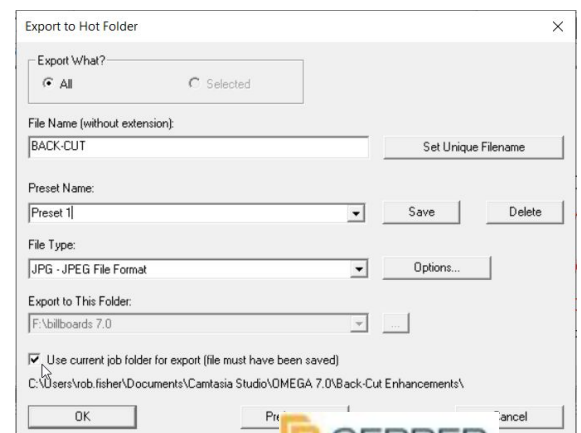 Export to Hot Folder
Export What?
All
Selected
File Name (without extension):
BACK-CUT
Set Unique Filename
Preset Name:
Preset 1
Save
Delete
File Type:
JPG - JPEG File Format
Options...
Export to This Folder:
F:\billboards 7.0
...
Use current job folder for export (file must have been saved)
C:\Users\rob.fisher\Documents\Camtasia Studio\OMEGA 7.0\Back-Cut Enhancements\
OK